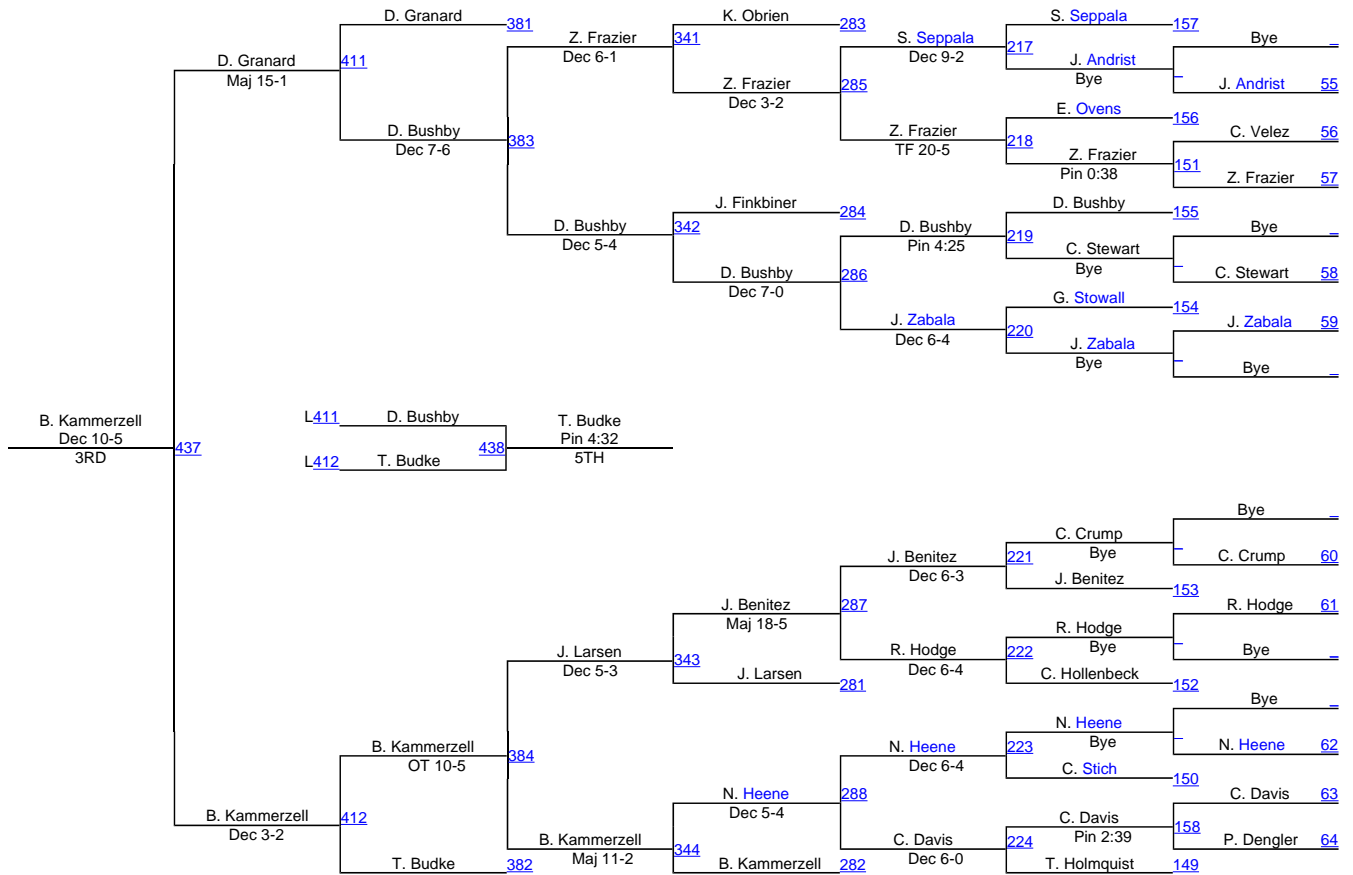 D. Granard 381
K. Obrien 283
S. Seppala 157
Z. Frazier 341
Dec 6-1
S. Seppala 217
Dec 9-2
Bye _
D. Granard 411
Maj 15-1
J. Andrist _
Bye
Z. Frazier 285
Dec 3-2
J. Andrist 55
E. Ovens 156
D. Bushby 383
Dec 7-6
Z. Frazier 218
TF 20-5
C. Velez 56
Z. Frazier 151
Pin 0:38
Z. Frazier 57
J. Finkbiner 284
D. Bushby 155
D. Bushby 342
Dec 5-4
D. Bushby 219
Pin 4:25
Bye _
C. Stewart _
Bye
D. Bushby 286
Dec 7-0
C. Stewart 58
G. Stowall 154
J. Zabala 220
Dec 6-4
J. Zabala 59
J. Zabala _
Bye
Bye _
B. Kammerzell
Dec 10-5
437
3RD
L411 D. Bushby
T. Budke
Pin 4:32
438
5TH
L412 T. Budke
Bye _
C. Crump _
Bye
J. Benitez 221
Dec 6-3
C. Crump 60
J. Benitez 153
J. Benitez 287
Maj 18-5
R. Hodge 61
R. Hodge _
Bye
J. Larsen 343
Dec 5-3
R. Hodge 222
Dec 6-4
Bye _
J. Larsen 281
C. Hollenbeck 152
Bye _
N. Heene _
Bye
B. Kammerzell 384
OT 10-5
N. Heene 223
Dec 6-4
N. Heene 62
C. Stich 150
N. Heene 288
Dec 5-4
C. Davis 63
B. Kammerzell 412
Dec 3-2
C. Davis 158
Pin 2:39
B. Kammerzell 344
Maj 11-2
C. Davis 224
Dec 6-0
P. Dengler 64
T. Budke 382
B. Kammerzell 282
T. Holmquist 149